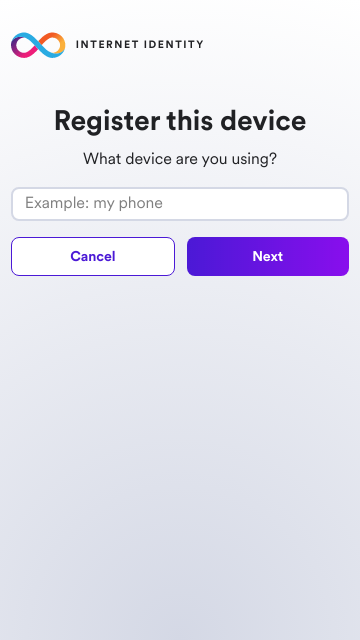 INTERNET IDENTITY
Register this device
What device are you using?
Example: my phone
Cancel
Next